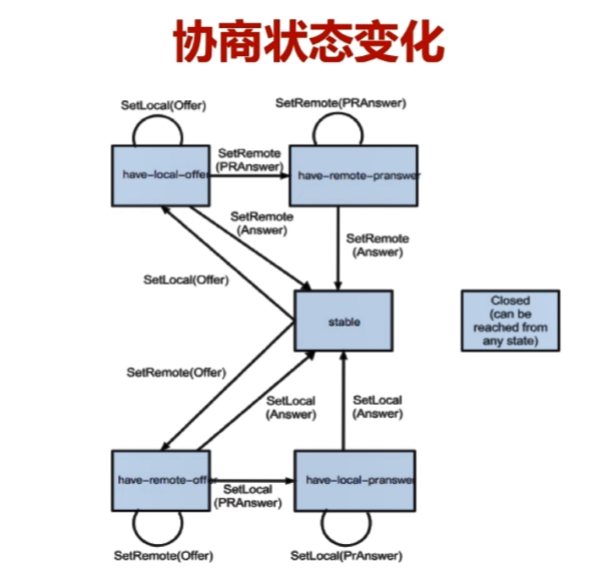 协商状态变化
SetLocal(Offer)
SetRemote(PRAnswer)
have-local-offer
SetRemote
(PRAnswer)
have-remote-pranswer
SetRemote
(Answer)
SetRemote
(Answer)
SetLocal(Offer)
stable
Closed
(can be
reached from
any state)
SetRemote(Offer)
SetLocal
(Answer)
SetLocal
(Answer)
have-remote-off
SetLocal
(PRAnswer)
have-local-pranswer
SetRemote(Offer)
SetLocal(PrAnswer)